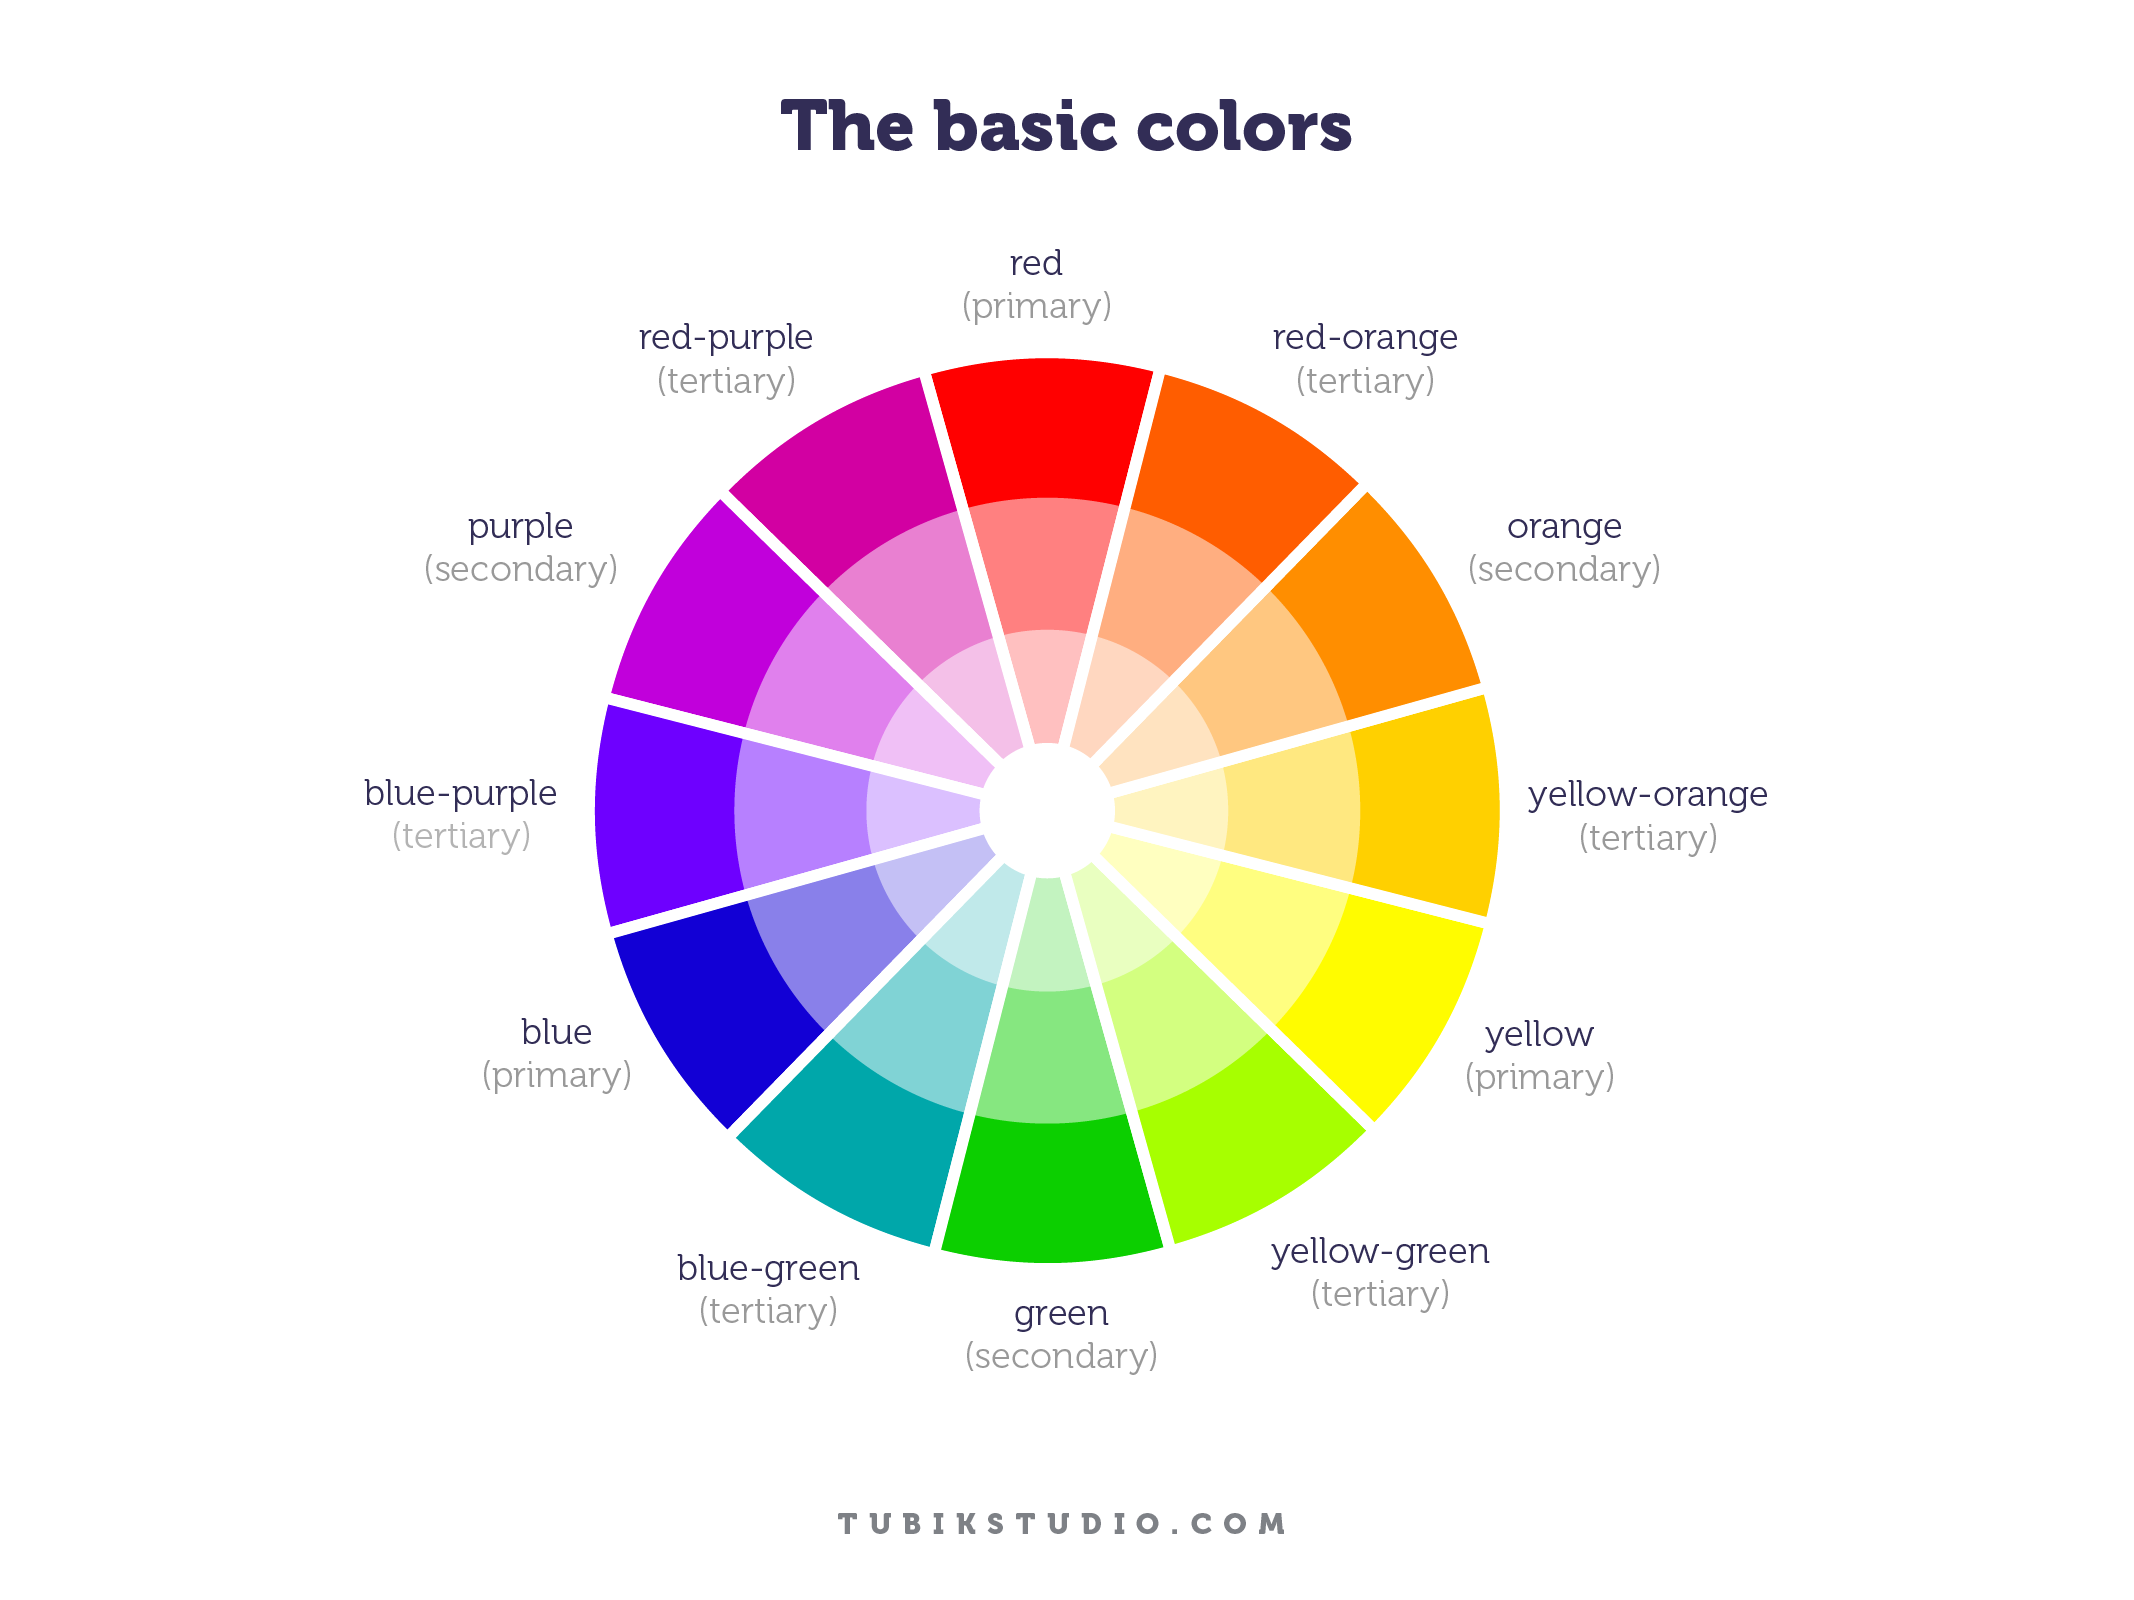 The basic colors
red
(primary)
red-orange
(tertiary)
orange
(secondary)
yellow-orange
(tertiary)
yellow
(primary)
yellow-green
(tertiary)
green
(secondary)
blue-green
(tertiary)
blue
(primary)
blue-purple
(tertiary)
purple
(secondary)
red-purple
(tertiary)
TUBIKSTUDIO.COM